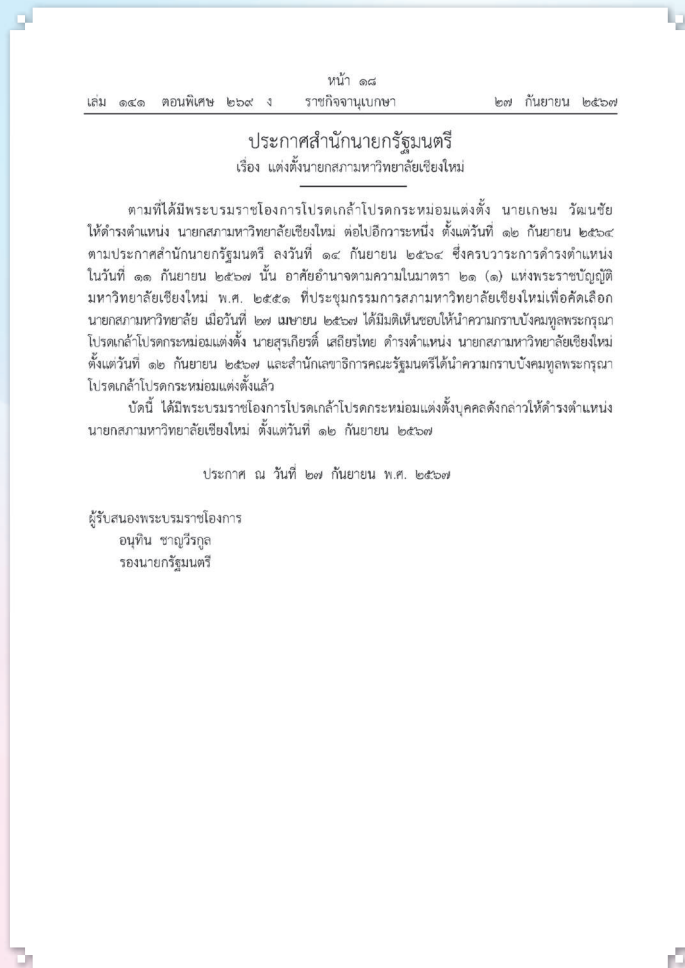 หน้า ๑๘
เล่ม ๑๔๑ ตอนพิเศษ ๒๖๙ ง ราชกิจจานุเบกษา ๒๗ กันยายน ๒๕๖๗
ประกาศสำนักนายกรัฐมนตรี
เรื่อง แต่งตั้งนายกสภามหาวิทยาลัยเชียงใหม่
ตามที่ได้มีพระบรมราชโองการโปรดเกล้าโปรดกระหม่อมแต่งตั้ง นายเกษม วัฒนชัย
ให้ดำรงตำแหน่ง นายกสภามหาวิทยาลัยเชียงใหม่ ต่อไปอีกวาระหนึ่ง ตั้งแต่วันที่ ๑๒ กันยายน ๒๕๖๔
ตามประกาศสำนักนายกรัฐมนตรี ลงวันที่ ๑๔ กันยายน ๒๕๖๔ ซึ่งครบวาระการดำรงตำแหน่ง
ในวันที่ ๑๑ กันยายน ๒๕๖๗ นั้น อาศัยอำนาจตามความในมาตรา ๒๑ (๑) แห่งพระราชบัญญัติ
มหาวิทยาลัยเชียงใหม่ พ.ศ. ๒๕๕๑ ที่ประชุมกรรมการสภามหาวิทยาลัยเชียงใหม่เพื่อคัดเลือก
นายกสภามหาวิทยาลัย เมื่อวันที่ ๒๗ เมษายน ๒๕๖๗ ได้มีมติเห็นชอบให้นำความกราบบังคมทูลพระกรุณา
โปรดเกล้าโปรดกระหม่อมแต่งตั้ง นายสุรเกียรติ์ เสถียรไทย ดำรงตำแหน่ง นายกสภามหาวิทยาลัยเชียงใหม่
ตั้งแต่วันที่ ๑๒ กันยายน ๒๕๖๗ และสำนักเลขาธิการคณะรัฐมนตรีได้นำความกราบบังคมทูลพระกรุณา
โปรดเกล้าโปรดกระหม่อมแต่งตั้งแล้ว
บัดนี้ ได้มีพระบรมราชโองการโปรดเกล้าโปรดกระหม่อมแต่งตั้งบุคคลดังกล่าวให้ดำรงตำแหน่ง
นายกสภามหาวิทยาลัยเชียงใหม่ ตั้งแต่วันที่ ๑๒ กันยายน ๒๕๖๗
ประกาศ ณ วันที่ ๒๗ กันยายน พ.ศ. ๒๕๖๗
ผู้รับสนองพระบรมราชโองการ
อนุทิน ชาญวีรกูล
รองนายกรัฐมนตรี